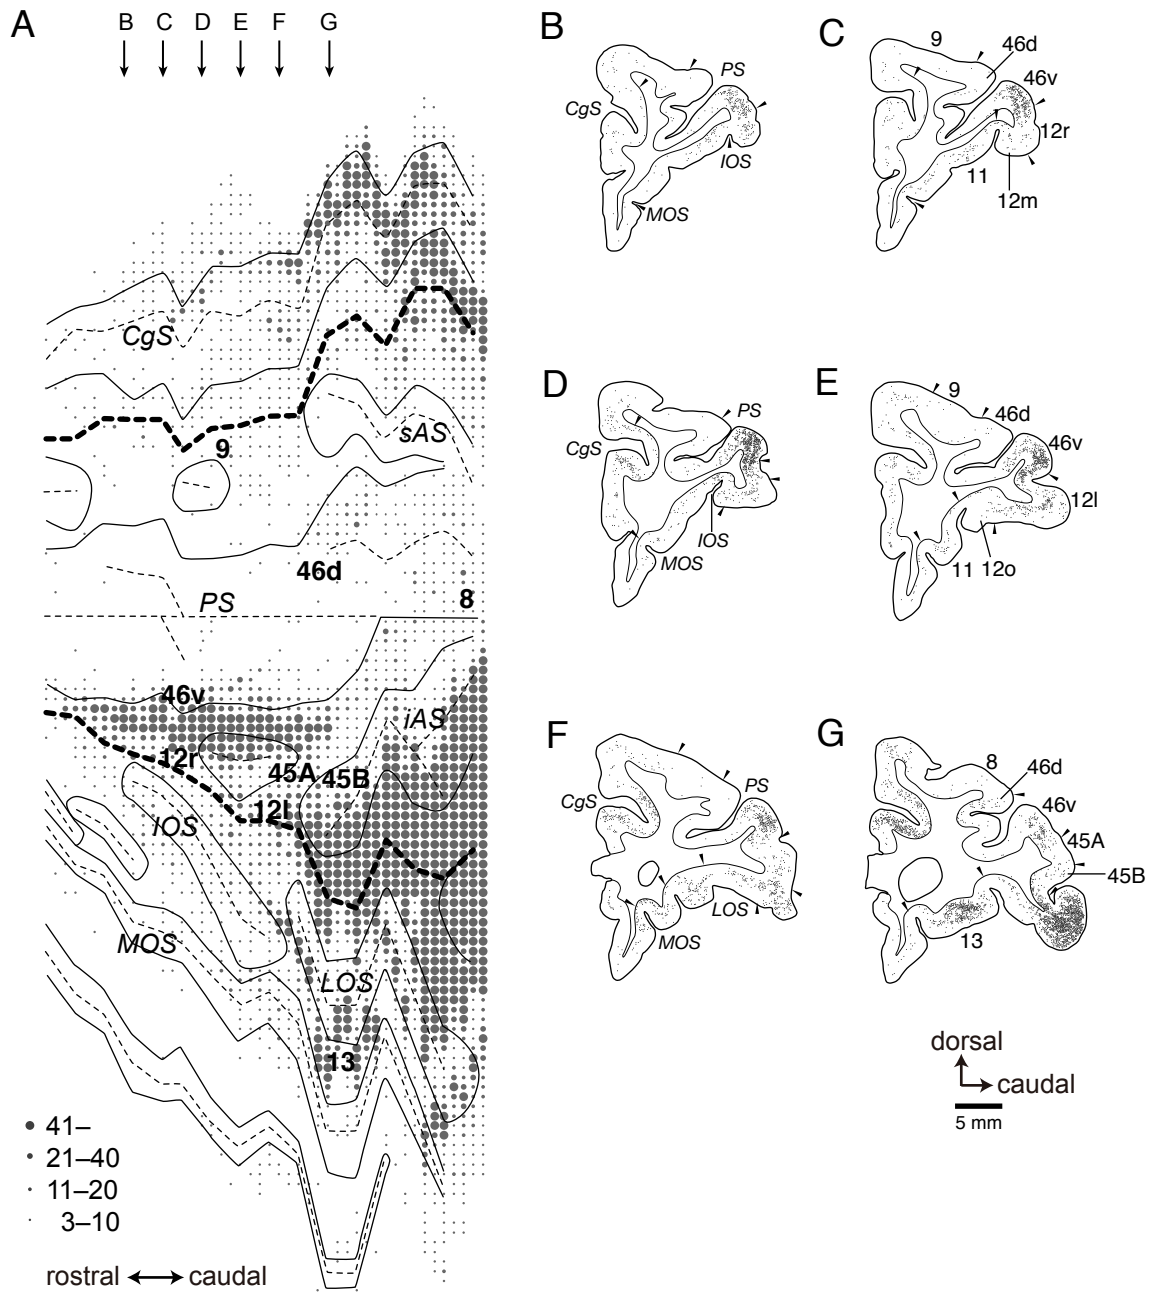 A
B C D E F G
CgS
9
sAS
46d
8
PS
46v
iAS
12r
45A
45B
12l
IOS
MOS
LOS
13
41–
21–40
11–20
3–10
rostral caudal
B
PS
CgS
IOS
MOS
C
9
46d
46v
12r
11
12m
D
PS
CgS
IOS
MOS
E
9
46d
46v
12l
11
12o
F
PS
CgS
LOS
MOS
G
8
46d
46v
45A
45B
13
dorsal
caudal
5 mm